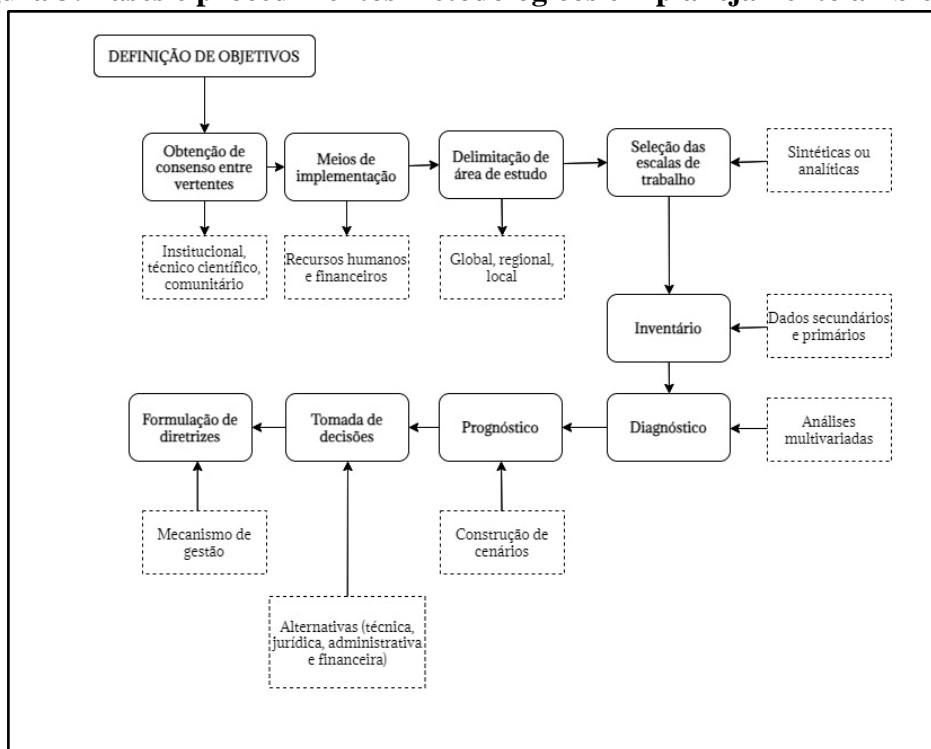 DEFINIÇÃO DE OBJETIVOS
Obtenção de
consenso entre
vertentes
Meios de
implementação
Delimitação de
área de estudo
Seleção das
escalas de
trabalho
Sintéticas ou
analíticas
Institucional,
técnico científico,
comunitário
Recursos humanos
e financeiros
Global, regional,
local
Inventário
Dados secundários
e primários
Formulação de
diretrizes
Tomada de
decisões
Prognóstico
Diagnóstico
Análises
multivariadas
Mecanismo de
gestão
Construção de
cenários
Alternativas (técnica,
jurídica, administrativa
e financeira)